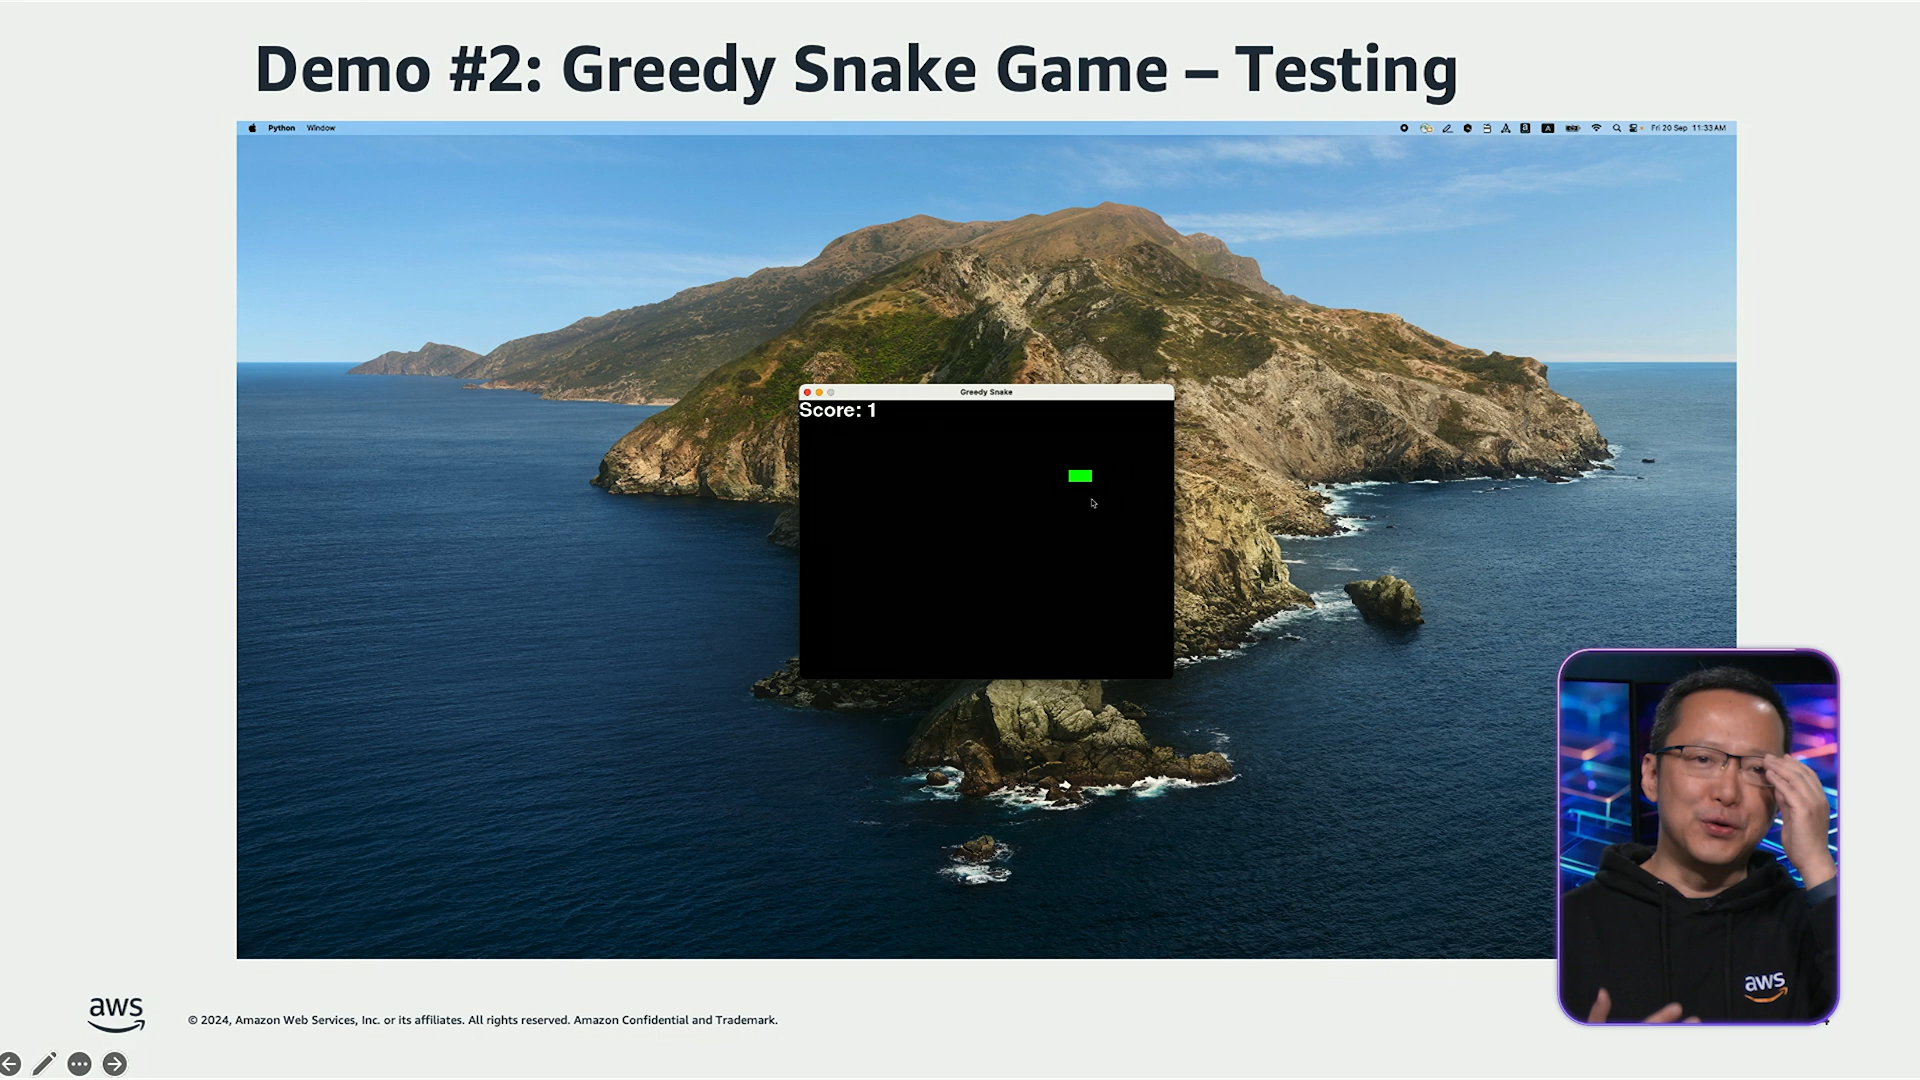 Demo #2: Greedy Snake Game – Testing
Python Window
Fri 20 Sep 11:33 AM
Greedy Snake
Score: 1
aws
aws
© 2024, Amazon Web Services, Inc. or its affiliates. All rights reserved. Amazon Confidential and Trademark.